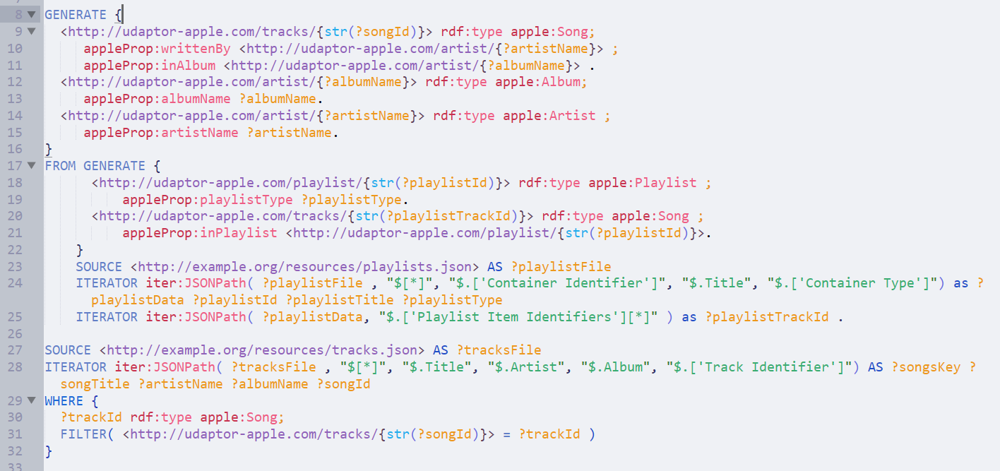 8 GENERATE {
9 <http://udaptor-apple.com/tracks/{str(?songId)}> rdf:type apple:Song;
10 appleProp:writtenBy <http://udaptor-apple.com/artist/{?artistName}> ;
11 appleProp:inAlbum <http://udaptor-apple.com/artist/{?albumName}> .
12 <http://udaptor-apple.com/artist/{?albumName}> rdf:type apple:Album;
13 appleProp:albumName ?albumName.
14 <http://udaptor-apple.com/artist/{?artistName}> rdf:type apple:Artist ;
15 appleProp:artistName ?artistName.
16 }
17 FROM GENERATE {
18 <http://udaptor-apple.com/playlist/{str(?playlistId)}> rdf:type apple:Playlist ;
19 appleProp:playlistType ?playlistType.
20 <http://udaptor-apple.com/tracks/{str(?playlistTrackId)}> rdf:type apple:Song ;
21 appleProp:inPlaylist <http://udaptor-apple.com/playlist/{str(?playlistId)}>.
22 }
23 SOURCE <http://example.org/resources/playlists.json> AS ?playlistFile
24 ITERATOR iter:JSONPath( ?playlistFile , "$[*]", "$.['Container Identifier']", "$.Title", "$.['Container Type']") as ?
playlistData ?playlistId ?playlistTitle ?playlistType
25 ITERATOR iter:JSONPath( ?playlistData, "$.['Playlist Item Identifiers'][*]" ) as ?playlistTrackId .
26
27 SOURCE <http://example.org/resources/tracks.json> AS ?tracksFile
28 ITERATOR iter:JSONPath( ?tracksFile , "$[*]", "$.Title", "$.Artist", "$.Album", "$.['Track Identifier']") AS ?songsKey ?
songTitle ?artistName ?albumName ?songId
29 WHERE {
30 ?trackId rdf:type apple:Song;
31 FILTER( <http://udaptor-apple.com/tracks/{str(?songId)}> = ?trackId )
32 }
33